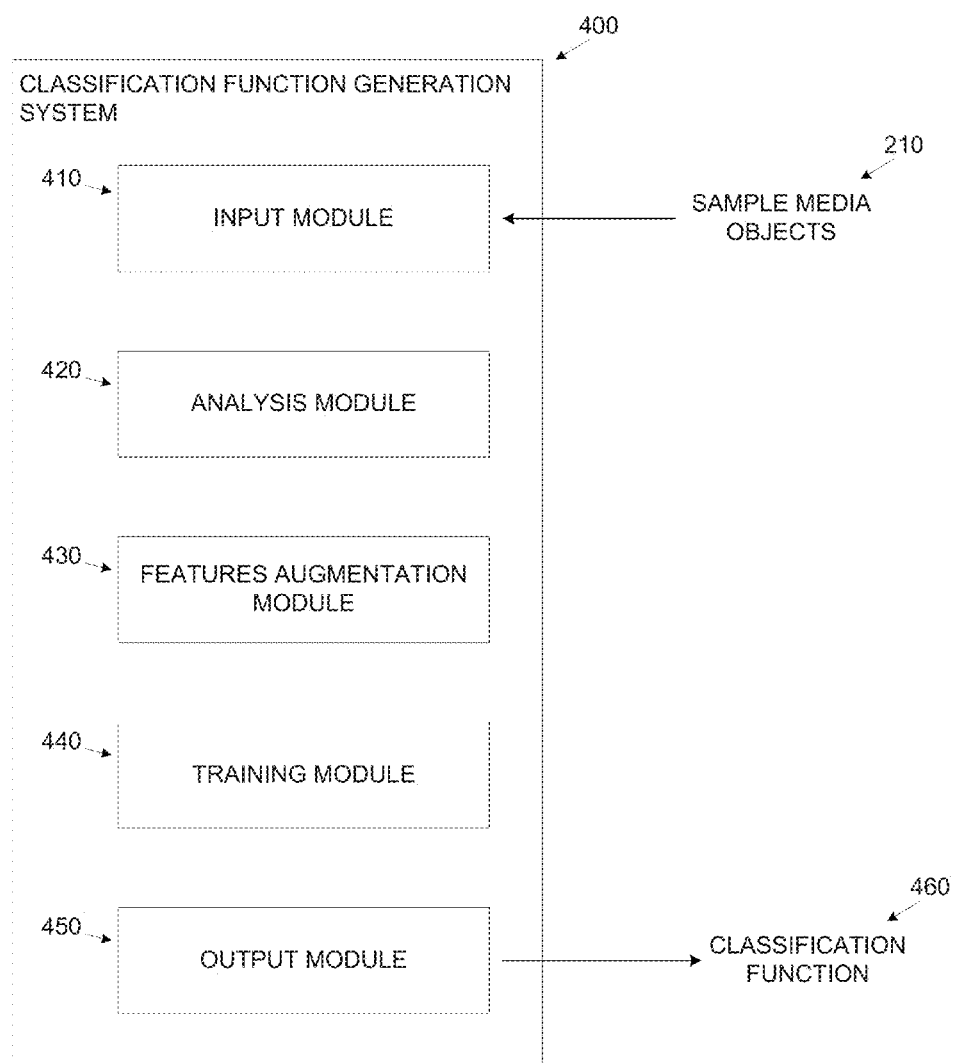 400
CLASSIFICATION FUNCTION GENERATION
SYSTEM
410
INPUT MODULE
210
SAMPLE MEDIA
OBJECTS
420
ANALYSIS MODULE
430
FEATURES AUGMENTATION
MODULE
440
TRAINING MODULE
450
OUTPUT MODULE
460
CLASSIFICATION
FUNCTION